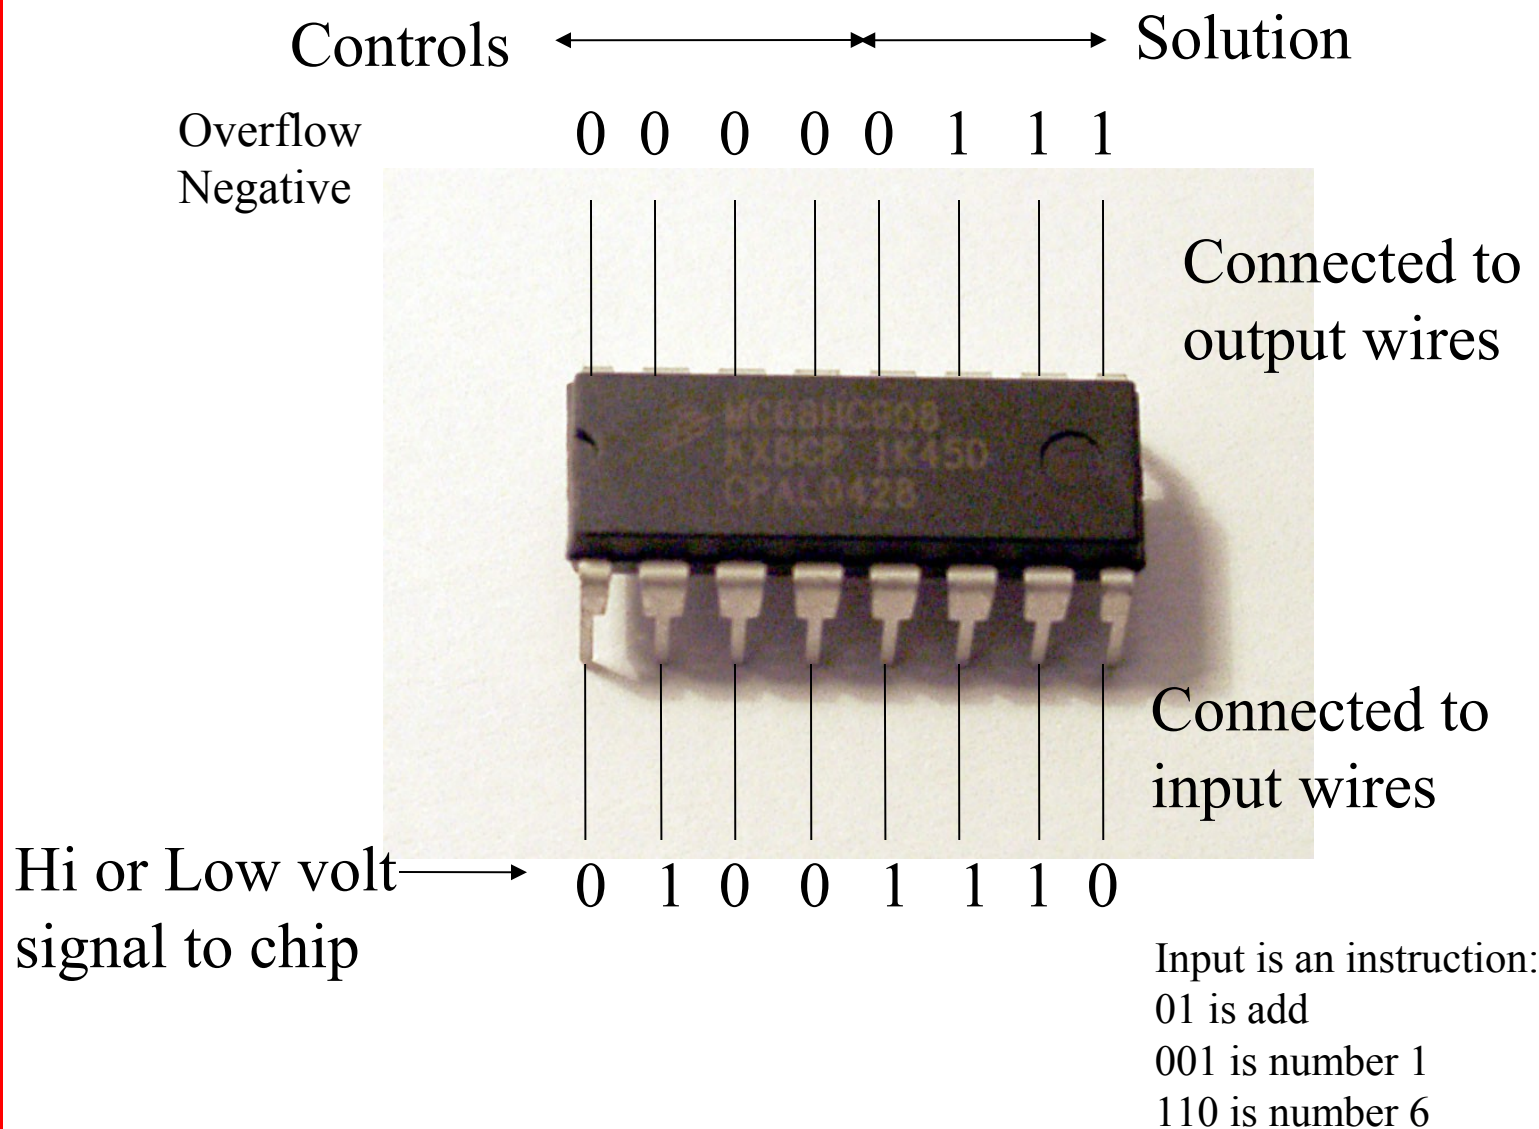 Controls
Solution
Overflow
Negative
0 0 0 0 0 1 1 1
Connected to
output wires
MC68HC908
KX8CP 1K45D
CPAL0428
Connected to
input wires
Hi or Low volt
signal to chip
0 1 0 0 1 1 1 0
Input is an instruction:
01 is add
001 is number 1
110 is number 6